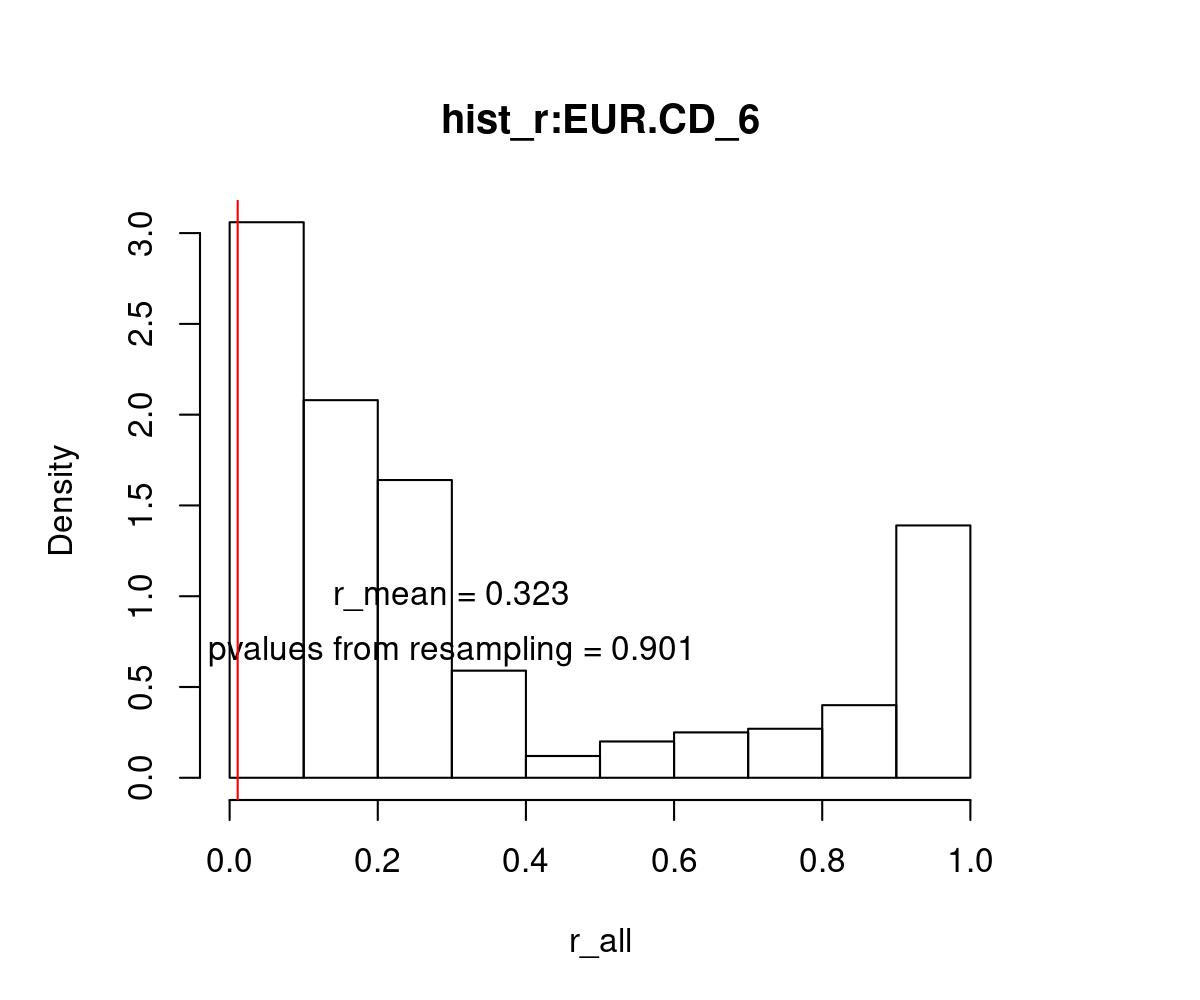 hist_r:EUR.CD_6
3.0
2.5
2.0
1.5
1.0
0.5
0.0
Density
r_mean = 0.323
pvalues from resampling = 0.901
0.0 0.2 0.4 0.6 0.8 1.0
r_all